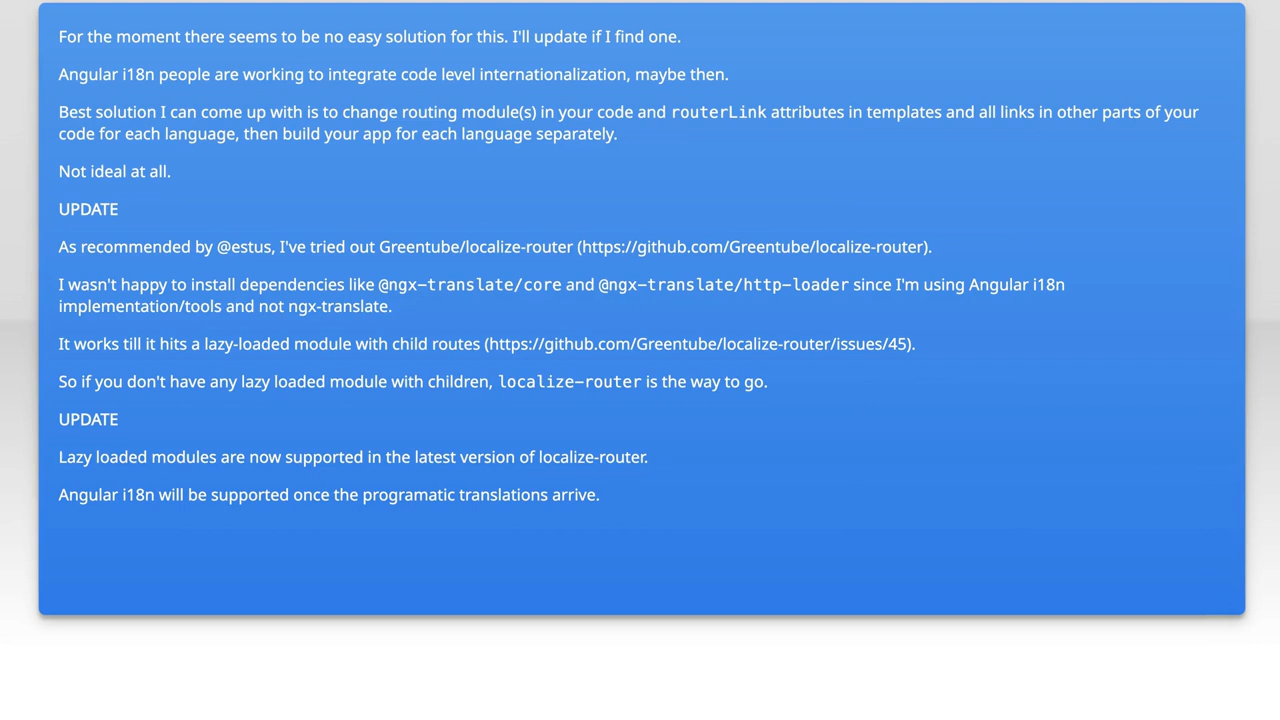 For the moment there seems to be no easy solution for this. I'll update if I find one.
Angular i18n people are working to integrate code level internationalization, maybe then.
Best solution I can come up with is to change routing module(s) in your code and routerLink attributes in templates and all links in other parts of your
code for each language, then build your app for each language separately.
Not ideal at all.
UPDATE
As recommended by @estus, I've tried out Greentube/localize-router (https://github.com/Greentube/localize-router).
I wasn't happy to install dependencies like @ngx-translate/core and @ngx-translate/http-loader since I'm using Angular i18n
implementation/tools and not ngx-translate.
It works till it hits a lazy-loaded module with child routes (https://github.com/Greentube/localize-router/issues/45).
So if you don't have any lazy loaded module with children, localize-router is the way to go.
UPDATE
Lazy loaded modules are now supported in the latest version of localize-router.
Angular i18n will be supported once the programatic translations arrive.